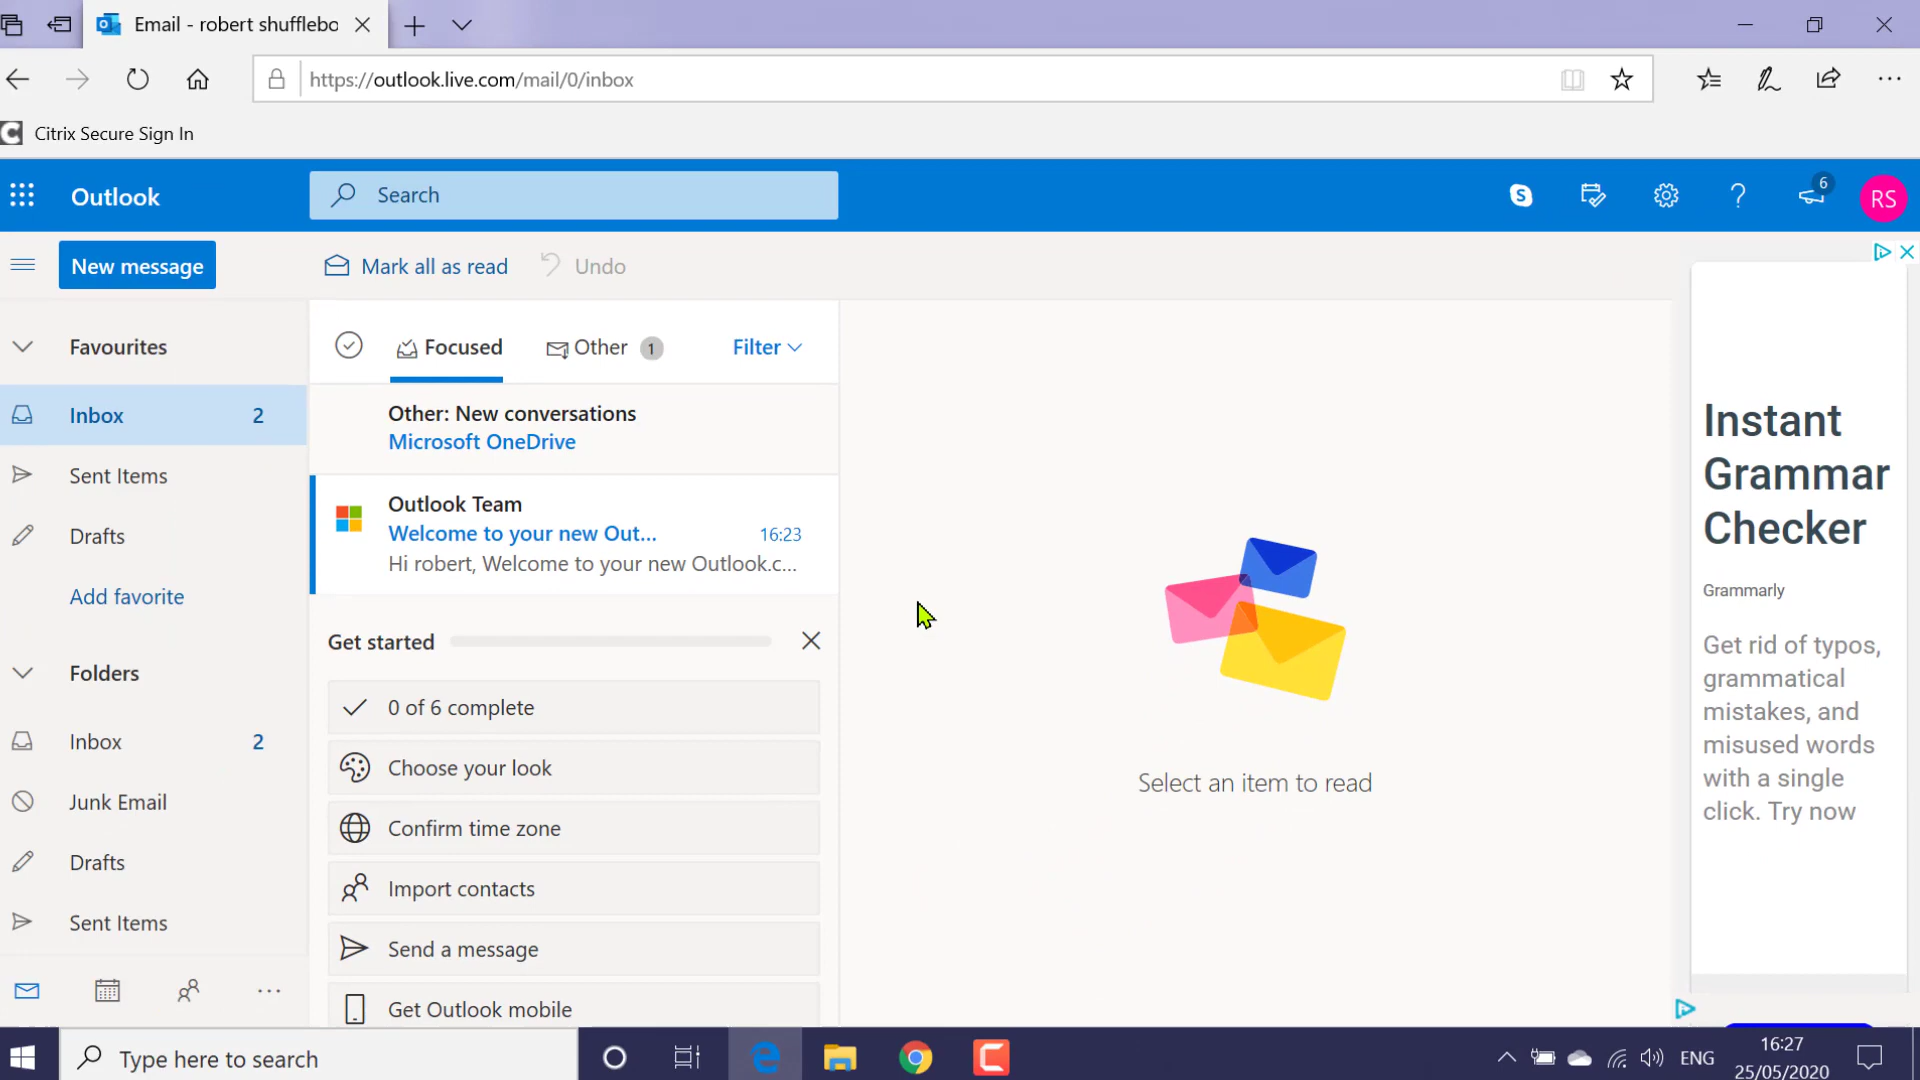 Email - robert shufflebo
https://outlook.live.com/mail/0/inbox
C Citrix Secure Sign In
Outlook
Search
S
6
RS
New message
Mark all as read
Undo
Favourites
Inbox 2
Sent Items
Drafts
Add favorite
Folders
Inbox 2
Junk Email
Drafts
Sent Items
Focused
Other 1
Filter
Other: New conversations
Microsoft OneDrive
Outlook Team
Welcome to your new Out... 16:23
Hi robert, Welcome to your new Outlook.c...
Get started
0 of 6 complete
Choose your look
Confirm time zone
Import contacts
Send a message
Get Outlook mobile
Select an item to read
Instant
Grammar
Checker
Grammarly
Get rid of typos,
grammatical
mistakes, and
misused words
with a single
click. Try now
Type here to search
ENG
16:27
25/05/2020